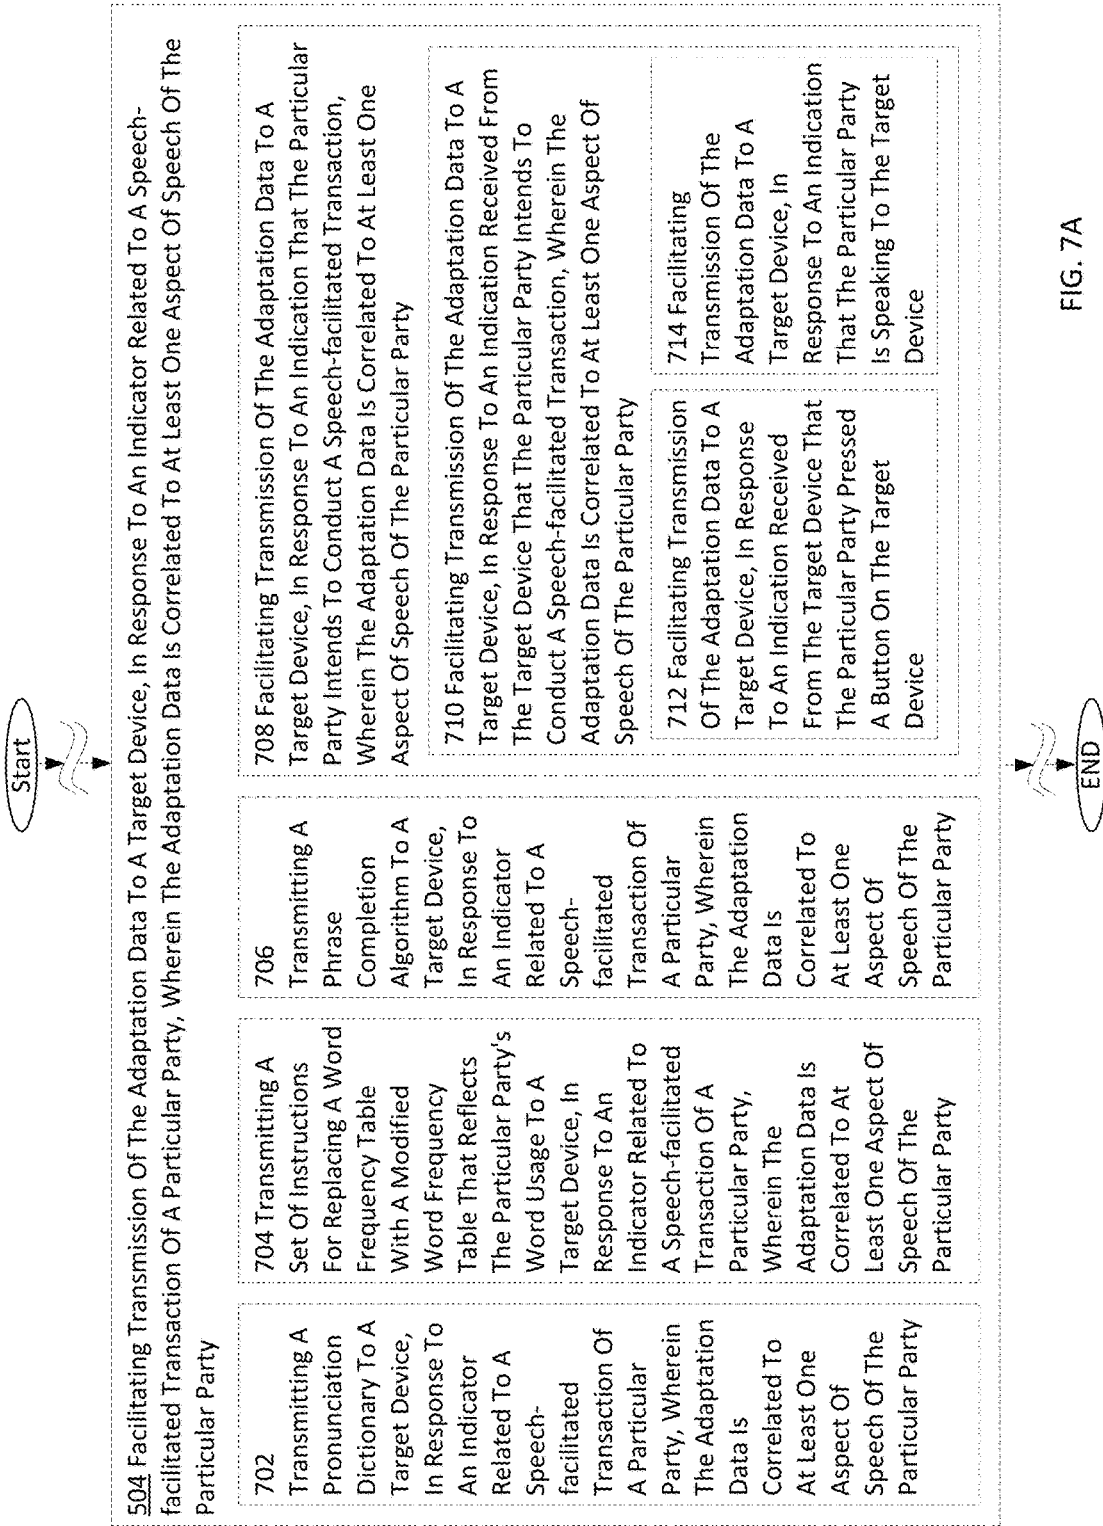 Start
504 Facilitating Transmission Of The Adaptation Data To A Target Device, In Response To An Indicator Related To A Speech-
facilitated Transaction Of A Particular Party, Wherein The Adaptation Data Is Correlated To At Least One Aspect Of Speech Of The
Particular Party
702
Transmitting A
Pronunciation
Dictionary To A
Target Device,
In Response To
An Indicator
Related To A
Speech-
facilitated
Transaction Of
A Particular
Party, Wherein
The Adaptation
Data Is
Correlated To
At Least One
Aspect Of
Speech Of The
Particular Party
704 Transmitting A
Set Of Instructions
For Replacing A Word
Frequency Table
With A Modified
Word Frequency
Table That Reflects
The Particular Party's
Word Usage To A
Target Device, In
Response To An
Indicator Related To
A Speech-facilitated
Transaction Of A
Particular Party,
Wherein The
Adaptation Data Is
Correlated To At
Least One Aspect Of
Speech Of The
Particular Party
706
Transmitting A
Phrase
Completion
Algorithm To A
Target Device,
In Response To
An Indicator
Related To A
Speech-
facilitated
Transaction Of
A Particular
Party, Wherein
The Adaptation
Data Is
Correlated To
At Least One
Aspect Of
Speech Of The
Particular Party
708 Facilitating Transmission Of The Adaptation Data To A
Target Device, In Response To An Indication That The Particular
Party Intends To Conduct A Speech-facilitated Transaction,
Wherein The Adaptation Data Is Correlated To At Least One
Aspect Of Speech Of The Particular Party
710 Facilitating Transmission Of The Adaptation Data To A
Target Device, In Response To An Indication Received From
The Target Device That The Particular Party Intends To
Conduct A Speech-facilitated Transaction, Wherein The
Adaptation Data Is Correlated To At Least One Aspect Of
Speech Of The Particular Party
712 Facilitating Transmission
Of The Adaptation Data To A
Target Device, In Response
To An Indication Received
From The Target Device That
The Particular Party Pressed
A Button On The Target
Device
714 Facilitating
Transmission Of The
Adaptation Data To A
Target Device, In
Response To An Indication
That The Particular Party
Is Speaking To The Target
Device
END
FIG. 7A